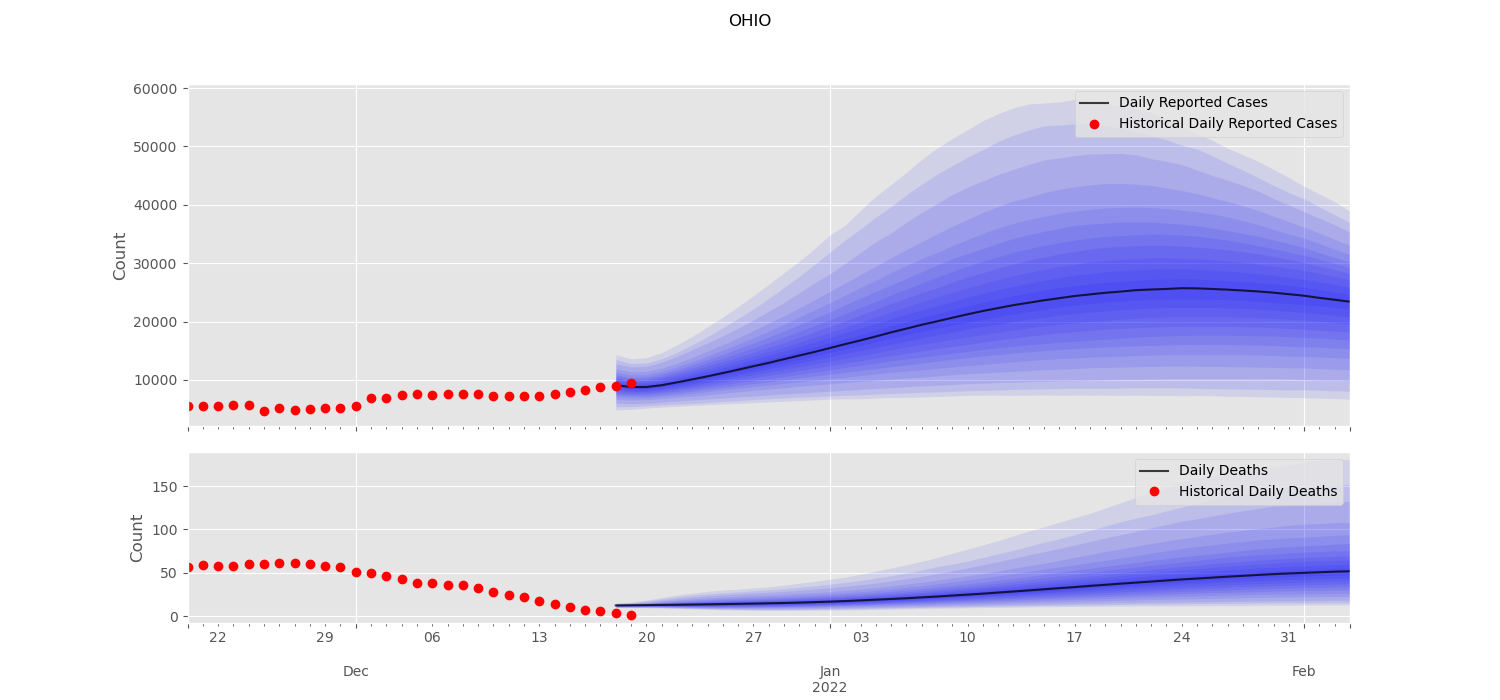 OHIO
60000
50000
40000
30000
20000
10000
Count
Daily Reported Cases
Historical Daily Reported Cases
150
100
50
0
Count
Daily Deaths
Historical Daily Deaths
22 29 06 13 20 27 03 10 17 24 31
Dec Jan Feb
2022